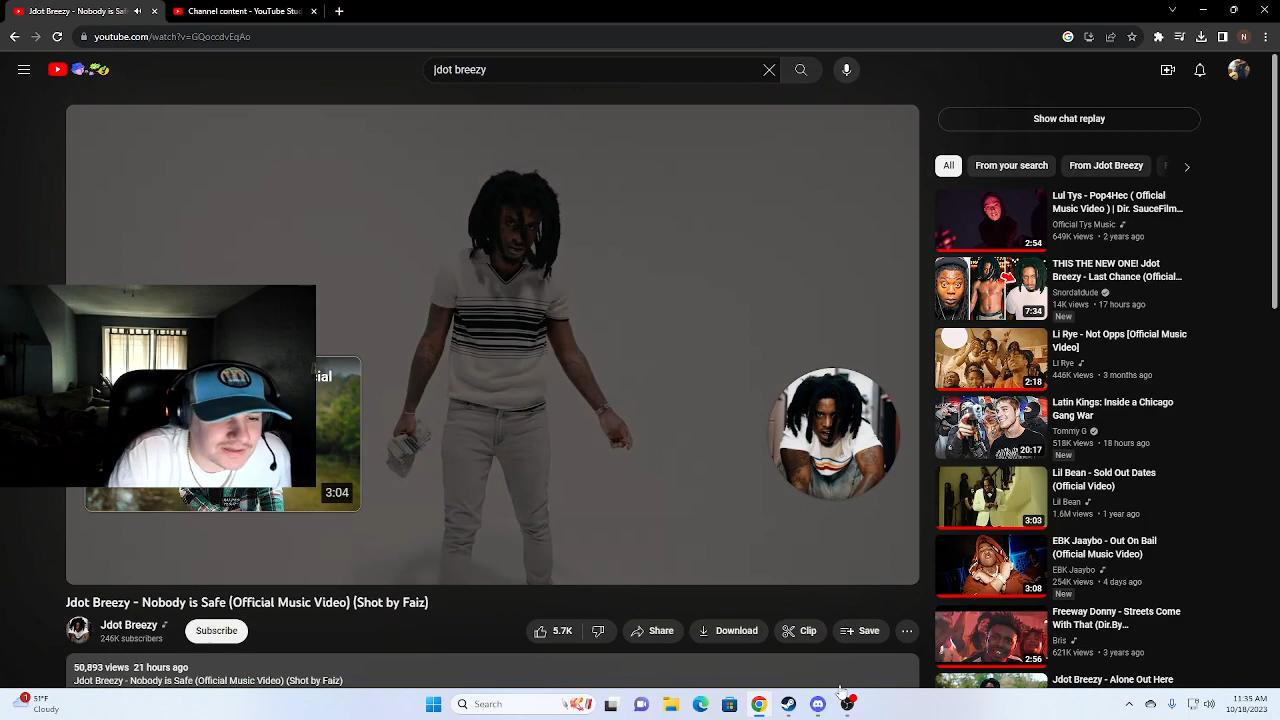 Jdot Breezy - Nobody is Safe
Channel content - YouTube Stud
youtube.com/watch?v=GQoccdvEqAo
N
jdot breezy
Show chat replay
All
From your search
From Jdot Breezy
cial
3:04
Jdot Breezy - Nobody is Safe (Official Music Video) (Shot by Faiz)
Jdot Breezy
246K subscribers
Subscribe
5.7K
Share
Download
Clip
Save
50,893 views 21 hours ago
Jdot Breezy - Nobody is Safe (Official Music Video) (Shot by Faiz)
2:54
Lul Tys - Pop4Hec ( Official
Music Video ) | Dir. SauceFilm...
Official Tys Music
649K views • 2 years ago
7:34
THIS THE NEW ONE! Jdot
Breezy - Last Chance (Official...
Snordatdude
14K views • 17 hours ago
New
2:18
Li Rye - Not Opps [Official Music
Video]
Li Rye
446K views • 3 months ago
20:17
Latin Kings: Inside a Chicago
Gang War
Tommy G
518K views • 18 hours ago
New
3:03
Lil Bean - Sold Out Dates
(Official Video)
Lil Bean
1.6M views • 1 year ago
3:08
EBK Jaaybo - Out On Bail
(Official Music Video)
EBK Jaaybo
254K views • 4 days ago
New
2:56
Freeway Donny - Streets Come
With That (Dir.By...
Bris
621K views • 3 years ago
Jdot Breezy - Alone Out Here
1
51°F
Cloudy
Search
11:35 AM
10/18/2023